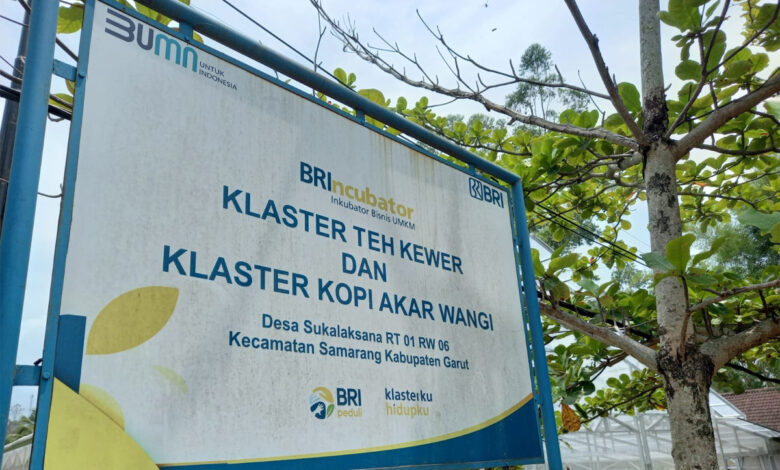 BUMN
UNTUK
INDONESIA
BRIncubator
Inkubator Bisnis UMKM
BRI
KLASTER TEH KEWER
DAN
KLASTER KOPI AKAR WANGI
Desa Sukalaksana RT 01 RW 06
Kecamatan Samarang Kabupaten Garut
BRI
peduli
klasterku
hidupku